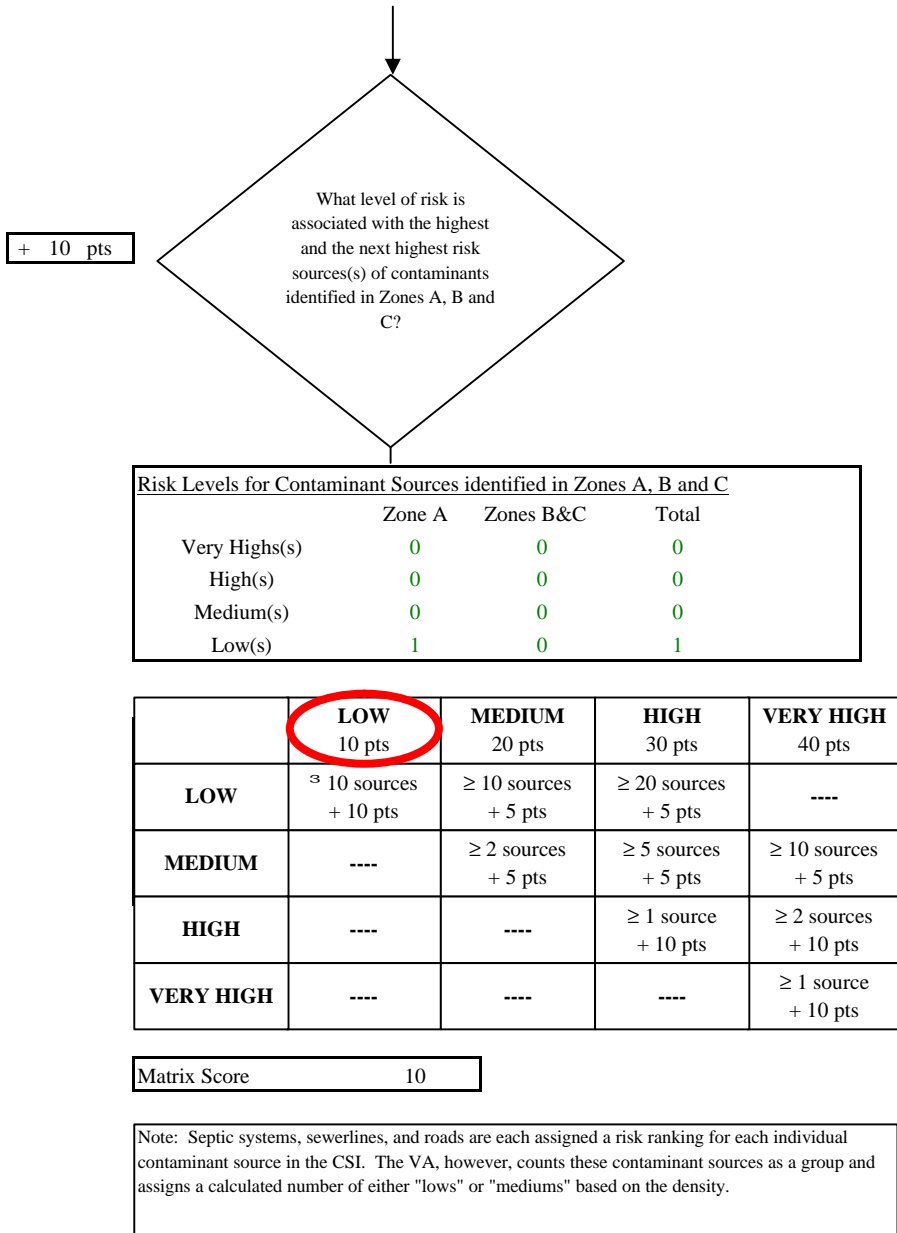 What level of risk is
associated with the highest
and the next highest risk
sources(s) of contaminants
identified in Zones A, B and
C?
+ 10 pts
Risk Levels for Contaminant Sources identified in Zones A, B and C
Zone A Zones B&C Total
Very Highs(s) 0 0 0
High(s) 0 0 0
Medium(s) 0 0 0
Low(s) 1 0 1
LOW MEDIUM HIGH VERY HIGH
10 pts 20 pts 30 pts 40 pts
LOW ³ 10 sources ≥ 10 sources ≥ 20 sources ----
+ 10 pts + 5 pts + 5 pts
MEDIUM ---- ≥ 2 sources ≥ 5 sources ≥ 10 sources
+ 5 pts + 5 pts + 5 pts
HIGH ---- ---- ≥ 1 source ≥ 2 sources
+ 10 pts + 10 pts
VERY HIGH ---- ---- ---- ≥ 1 source
+ 10 pts
Matrix Score 10
Note: Septic systems, sewerlines, and roads are each assigned a risk ranking for each individual
contaminant source in the CSI. The VA, however, counts these contaminant sources as a group and
assigns a calculated number of either "lows" or "mediums" based on the density.